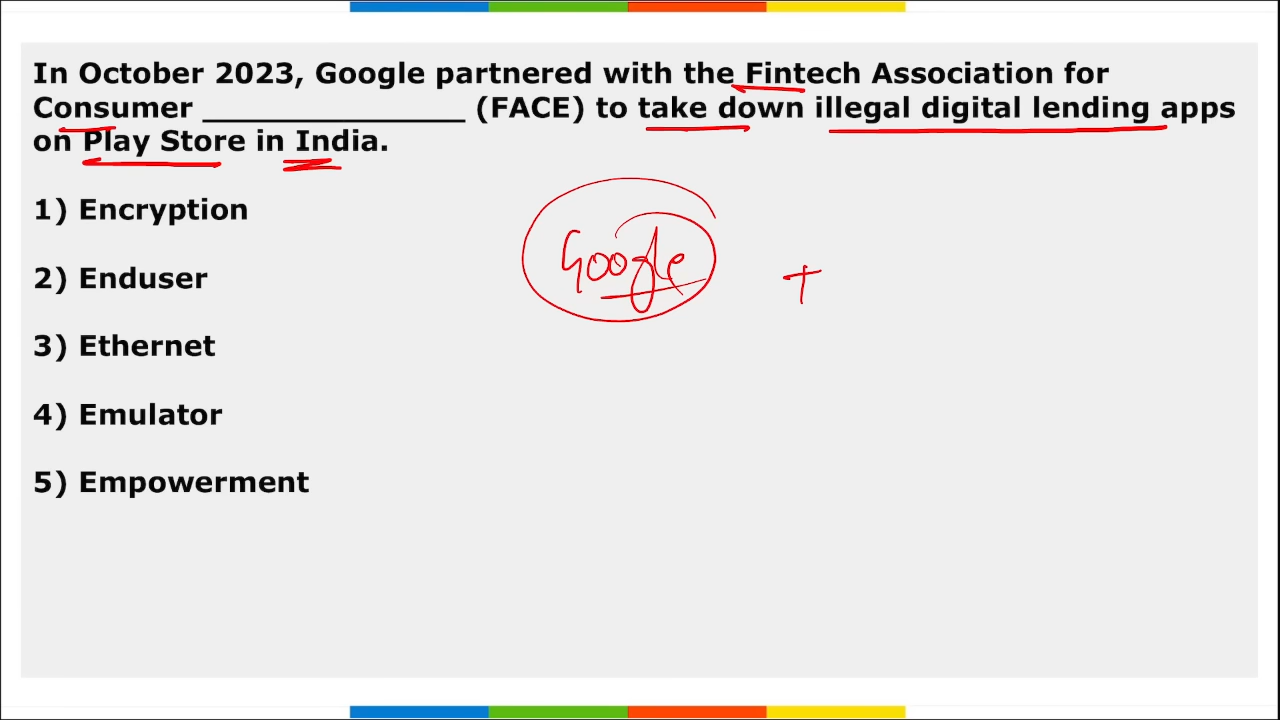 In October 2023, Google partnered with the Fintech Association for
Consumer _______________ (FACE) to take down illegal digital lending apps
on Play Store in India.
1) Encryption
2) Enduser
Google +
3) Ethernet
4) Emulator
5) Empowerment